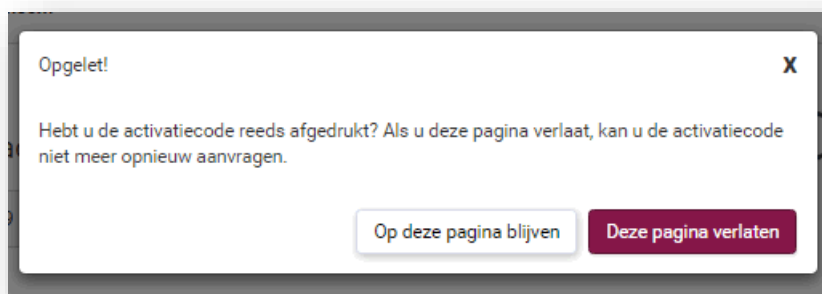 Opgelet!
X
Hebt u de activatiecode reeds afgedrukt? Als u deze pagina verlaat, kan u de activatiecode
niet meer opnieuw aanvragen.
Op deze pagina blijven
Deze pagina verlaten